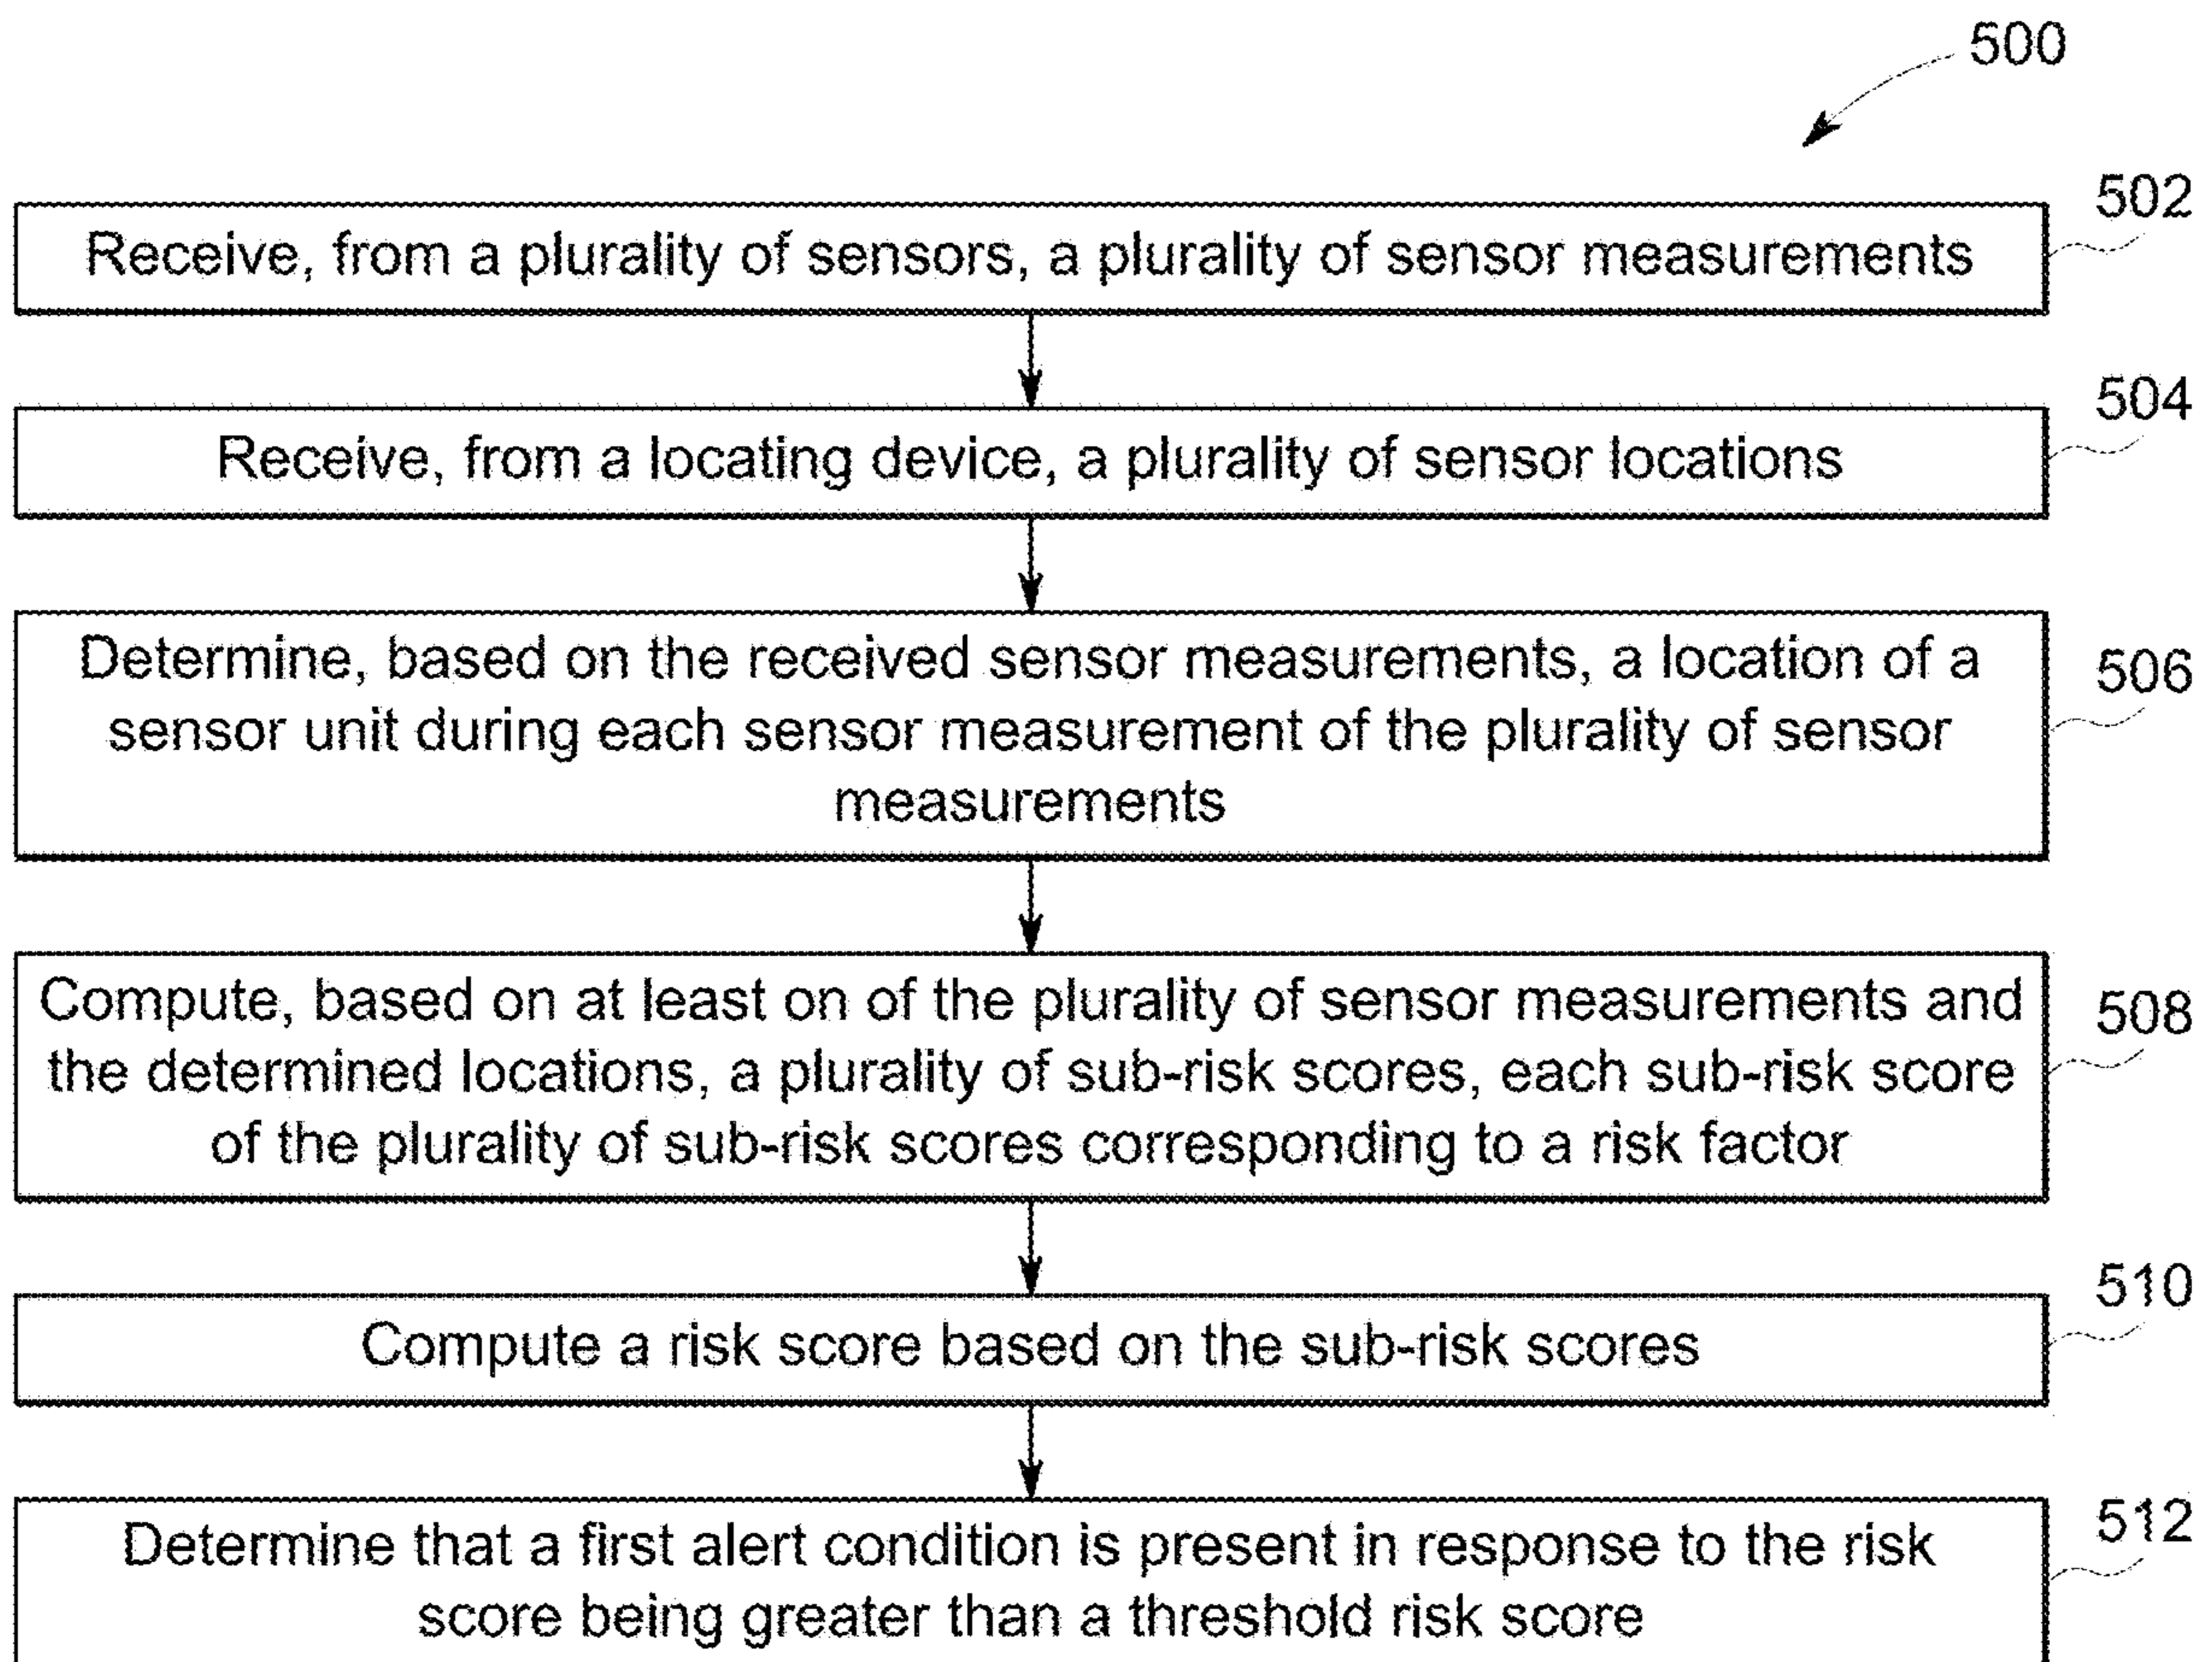 500
502
Receive, from a plurality of sensors, a plurality of sensor measurements
504
Receive, from a locating device, a plurality of sensor locations
506
Determine, based on the received sensor measurements, a location of a
sensor unit during each sensor measurement of the plurality of sensor
measurements
508
Compute, based on at least on of the plurality of sensor measurements and
the determined locations, a plurality of sub-risk scores, each sub-risk score
of the plurality of sub-risk scores corresponding to a risk factor
510
Compute a risk score based on the sub-risk scores
512
Determine that a first alert condition is present in response to the risk
score being greater than a threshold risk score